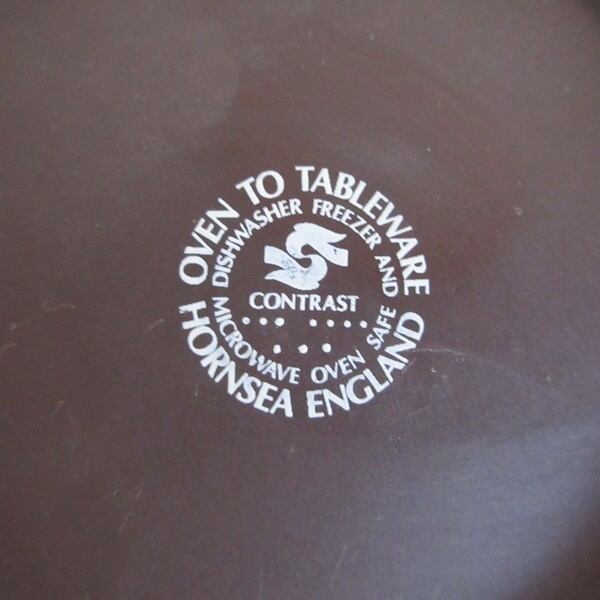 OVEN TO TABLEWARE
HORNSEA ENGLAND
DISHWASHER FREEZER AND
MICROWAVE OVEN SAFE
CONTRAST